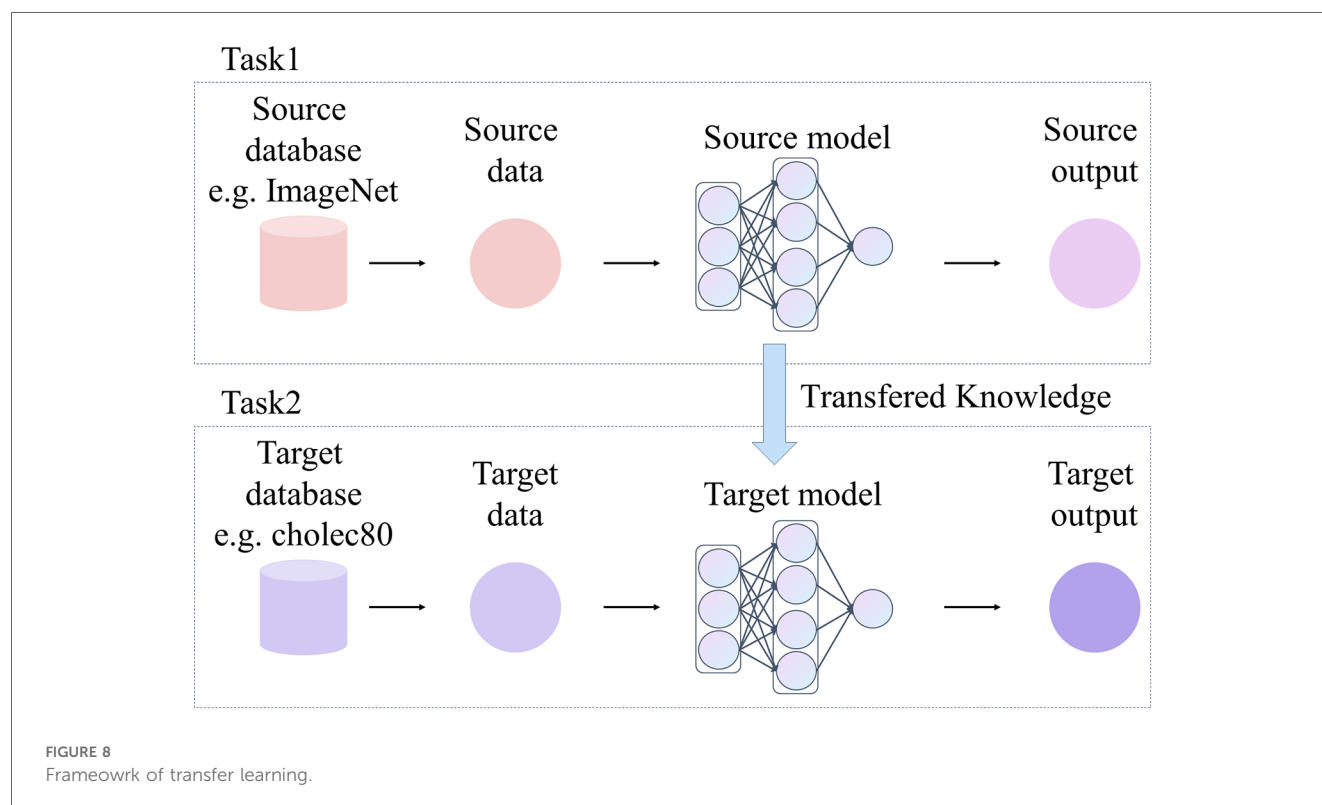 Task1
Source
database
e.g. ImageNet
Source
data
Source model
Source
output
Transfered Knowledge
Task2
Target
database
e.g. cholec80
Target
data
Target model
Target
output
FIGURE 8
Frameowrk of transfer learning.